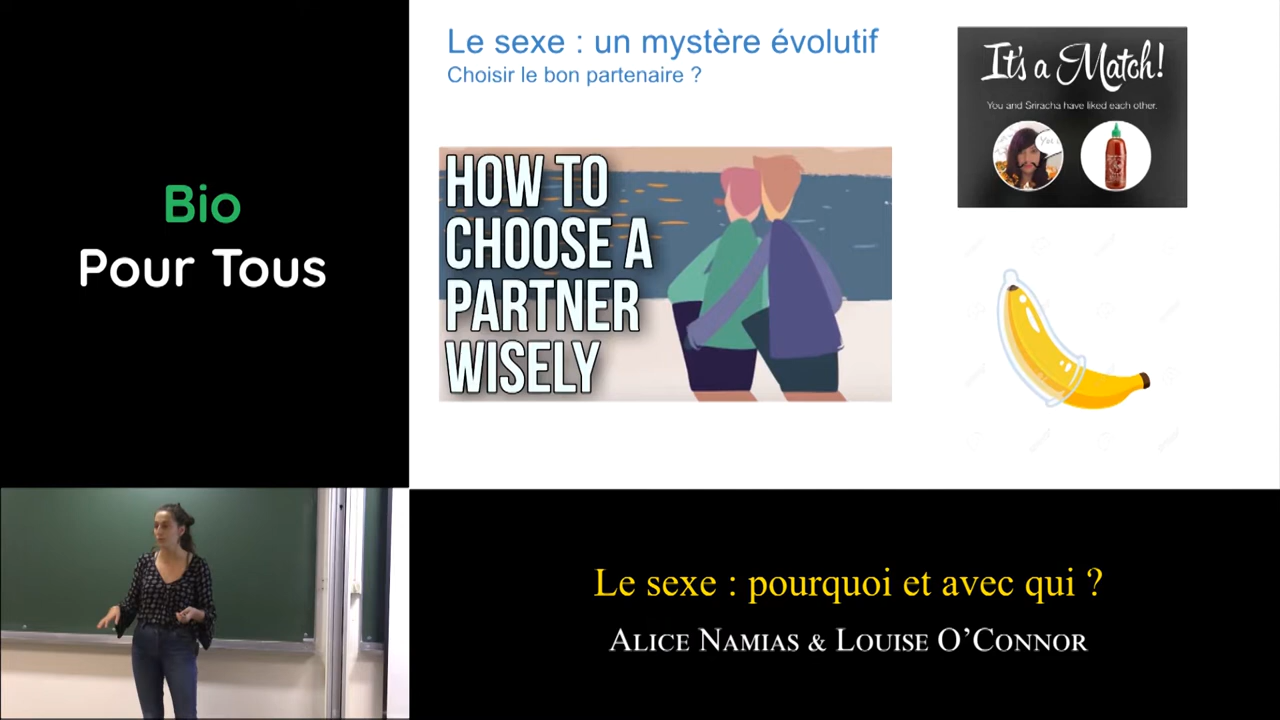 Bio
Pour Tous
Le sexe : un mystère évolutif
Choisir le bon partenaire ?
HOW TO
CHOOSE A
PARTNER
WISELY
It's a Match!
You and Sriracha have liked each other.
Le sexe : pourquoi et avec qui ?
ALICE NAMIAS & LOUISE O'CONNOR